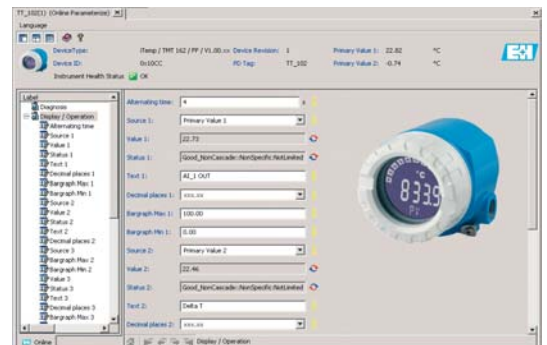 TT_102(1) (Online Parameterize)
Language
DeviceType: iTemp / TMT 162 / FF / V1.00.xx Device Revision: 1 Primary Value 1: 22.82 °C
Device ID: 0x10CC PD Tag: TT_102 Primary Value 2: -0.74 °C
Instrument Health Status OK
E+H
Label
Diagnosis
Display / Operation
Alternating time
Source 1
Value 1
Status 1
Text 1
Decimal places 1
Bargraph Max 1
Bargraph Min 1
Source 2
Value 2
Status 2
Text 2
Decimal places 2
Source 3
Bargraph Max 2
Bargraph Min 2
Value 3
Status 3
Text 3
Decimal places 3
Bargraph Max 3
Alternating time: 4 s
Source 1: Primary Value 1
Value 1: 22.73
Status 1: Good_NonCascade::NonSpecific:NotLimited
Text 1: AI_1 OUT
Decimal places 1: xxx.xx
Bargraph Max 1: 100.00
Bargraph Min 1: 0.00
Source 2: Primary Value 2
Value 2: 22.46
Status 2: Good_NonCascade::NonSpecific:NotLimited
Text 2: Delta T
Decimal places 2: xxx.xx
°C
833.9
PV
Online
Display / Operation